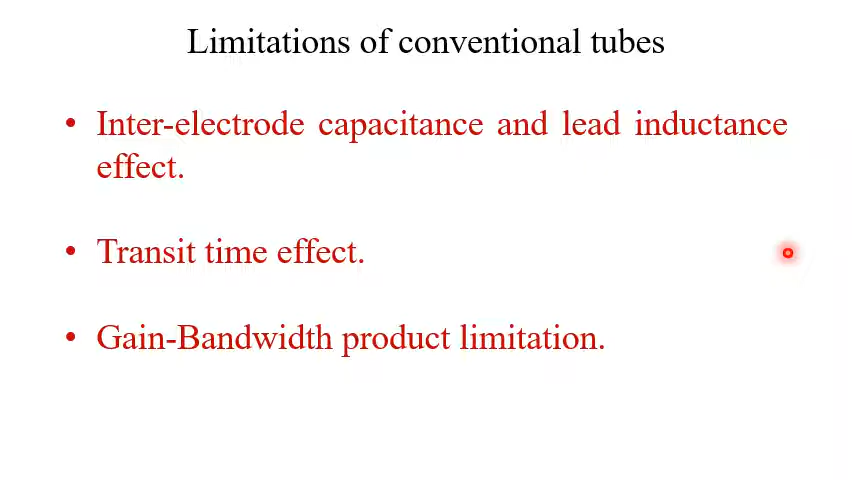 Limitations of conventional tubes
• Inter-electrode capacitance and lead inductance
effect.
• Transit time effect.
• Gain-Bandwidth product limitation.